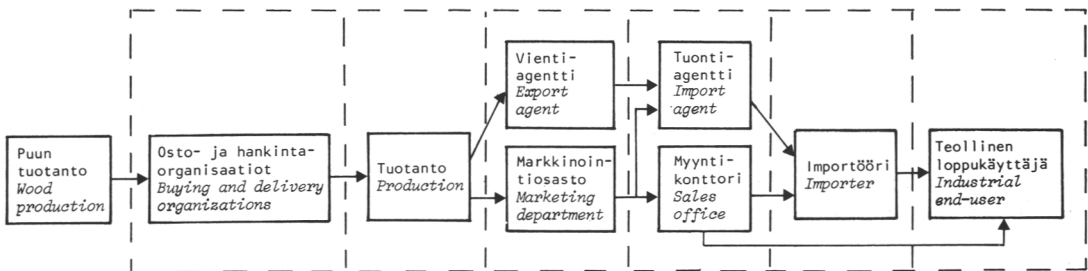 Puun
tuotanto
Wood
production
Osto- ja hankinta-
organisaatiot
Buying and delivery
organizations
Tuotanto
Production
Vienti-
agentti
Export
agent
Markkinoin-
tiosasto
Marketing
department
Tuonti-
agentti
Import
agent
Myynti-
konttori
Sales
office
Importööri
Importer
Teollinen
loppukäyttäjä
Industrial
end-user